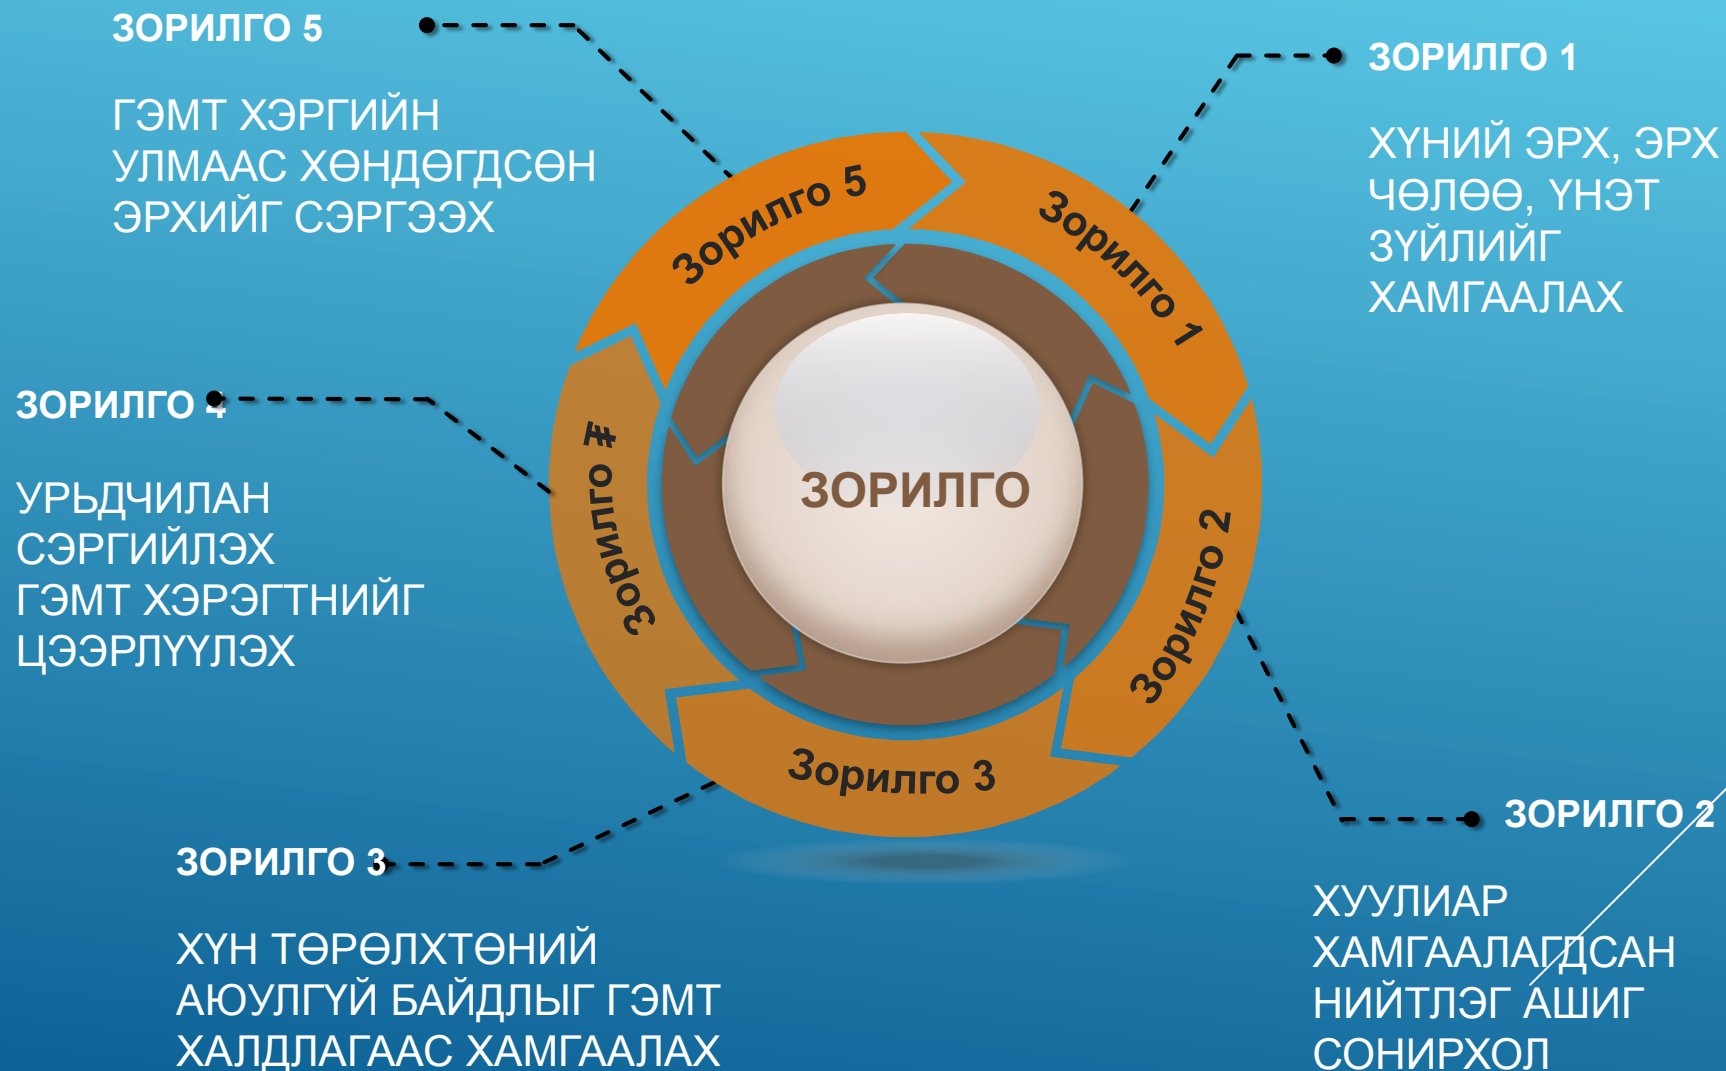 ЗОРИЛГО 5
ГЭМТ ХЭРГИЙН
УЛМААС ХӨНДӨГДСӨН
ЭРХИЙГ СЭРГЭЭХ
ЗОРИЛГО 1
ХҮНИЙ ЭРХ, ЭРХ
ЧӨЛӨӨ, ҮНЭТ
ЗҮЙЛИЙГ
ХАМГААЛАХ
Зорилго 5
Зорилго 1
ЗОРИЛГО 4
УРЬДЧИЛАН
СЭРГИЙЛЭХ
ГЭМТ ХЭРЭГТНИЙГ
ЦЭЭРЛҮҮЛЭХ
Зорилго 4
ЗОРИЛГО
Зорилго 2
Зорилго 3
ЗОРИЛГО 2
ХУУЛИАР
ХАМГААЛАГДСАН
НИЙТЛЭГ АШИГ
СОНИРХОЛ
ЗОРИЛГО 3
ХҮН ТӨРӨЛХТӨНИЙ
АЮУЛГҮЙ БАЙДЛЫГ ГЭМТ
ХАЛДЛАГААС ХАМГААЛАХ